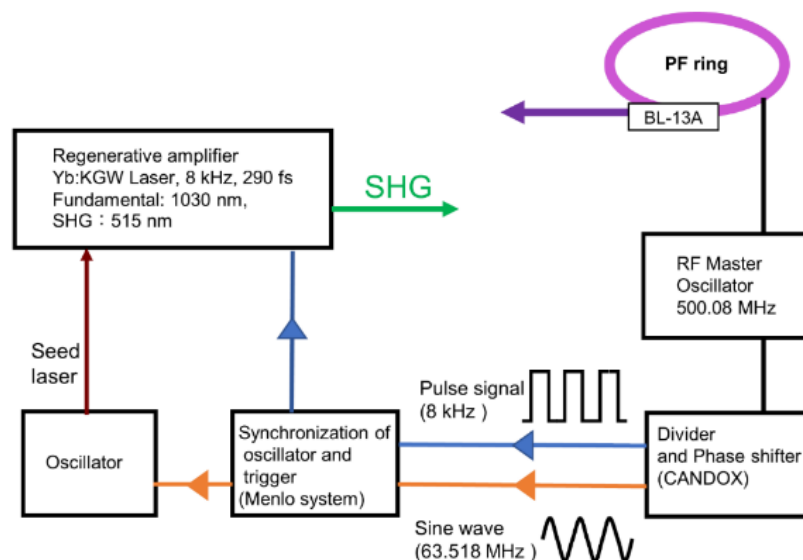 PF ring
BL-13A
Regenerative amplifier
Yb:KGW Laser, 8 kHz, 290 fs
Fundamental: 1030 nm,
SHG：515 nm
SHG
RF Master
Oscillator
500.08 MHz
Seed
laser
Pulse signal
(8 kHz )
Oscillator
Synchronization of
oscillator and
trigger
(Menlo system)
Divider
and Phase shifter
(CANDOX)
Sine wave
(63.518 MHz )